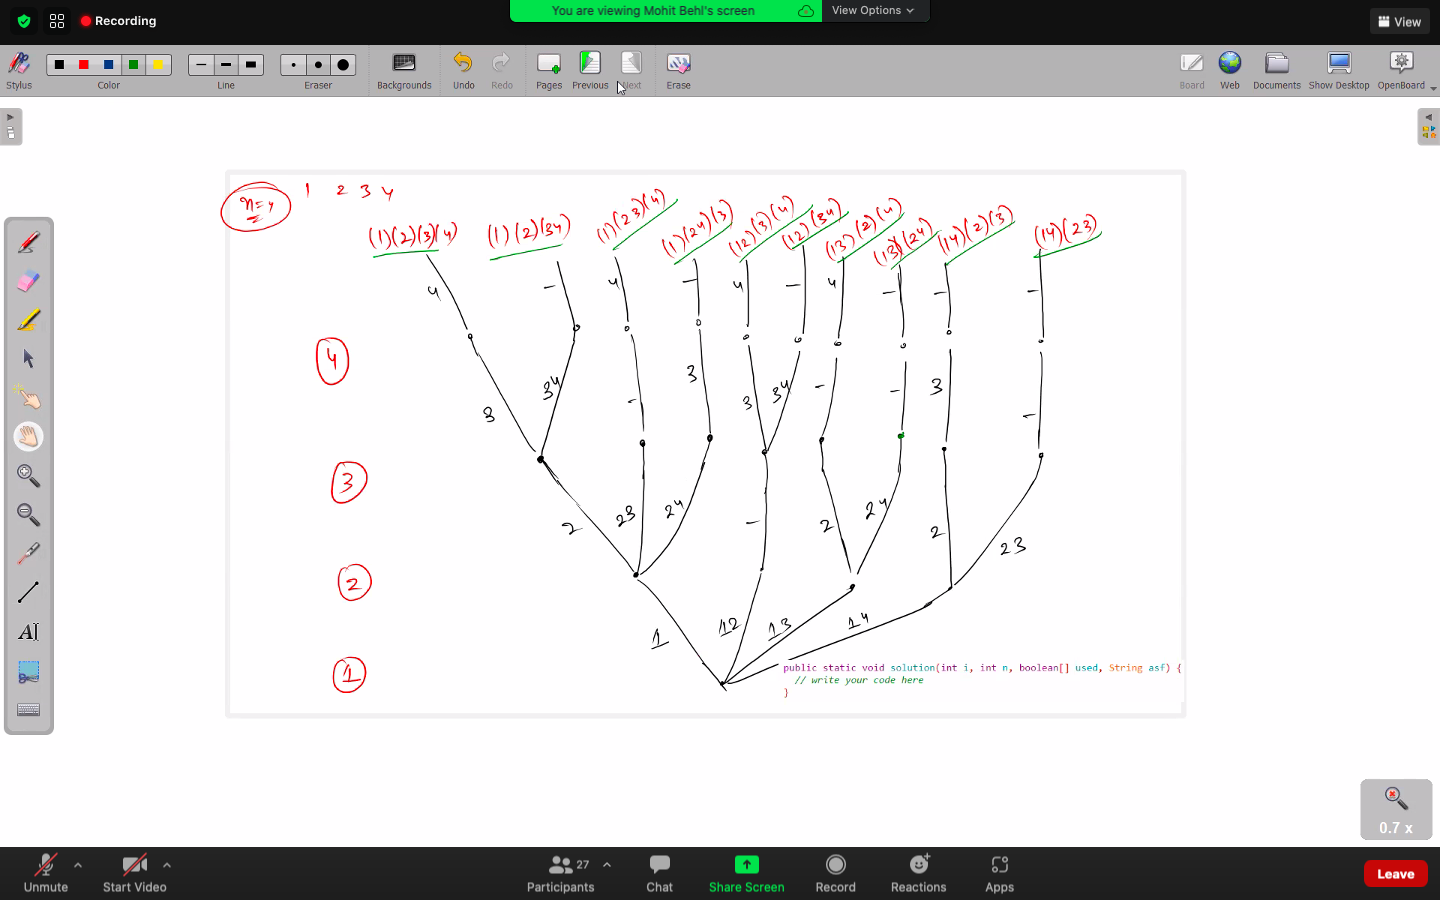 You are viewing Mohit Behl's screen
View Options
Recording
View
Stylus
Color
Line
Eraser
Backgrounds
Undo
Redo
Pages
Previous
Next
Erase
Board
Web
Documents
Show Desktop
OpenBoard
n=4
1 2 3 4
(1)(2)(3)(4)
(1)(2)(34)
(1)(23)(4)
(1)(24)(3)
(12)(3)(4)
(12)(34)
(13)(2)(4)
(13)(24)
(14)(2)(3)
(14)(23)
4 - 4 - 4 - 4 - - -
4
3 34 - 3 3 34 - - 3 -
3
2 23 24 - 2 24 2 23
2
1 12 13 14
1
public static void solution(int i, int n, boolean[] used, String asf) {
// write your code here
}
0.7 x
Unmute
Start Video
27
Participants
Chat
Share Screen
Record
Reactions
Apps
Leave